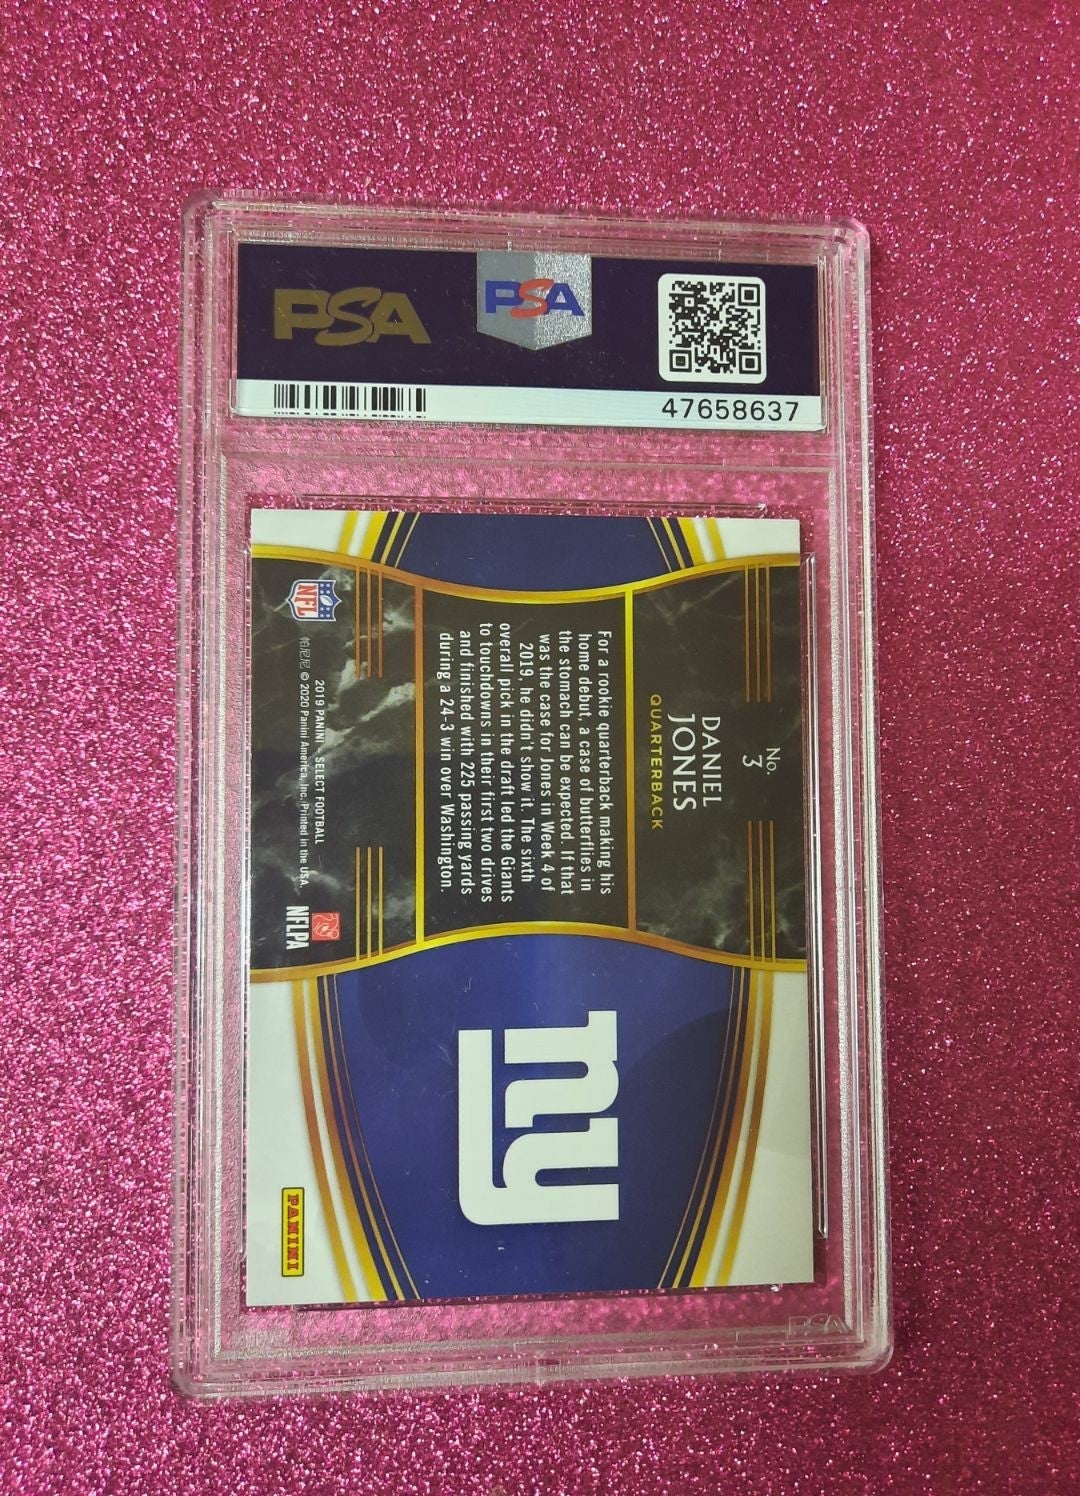 PSA
PSA
47658637
No.
3
DANIEL
JONES
QUARTERBACK
For a rookie quarterback making his
home debut, a case of butterflies in
the stomach can be expected. If that
was the case for Jones in Week 4 of
2019, he didn't show it. The sixth
overall pick in the draft led the Giants
to touchdowns in their first two drives
and finished with 225 passing yards
during a 24-3 win over Washington.
2019 PANINI - SELECT FOOTBALL
帕尼尼 © 2020 Panini America, Inc. Printed in the USA.
NFL
NFLPA
ny
PANINI
PSA